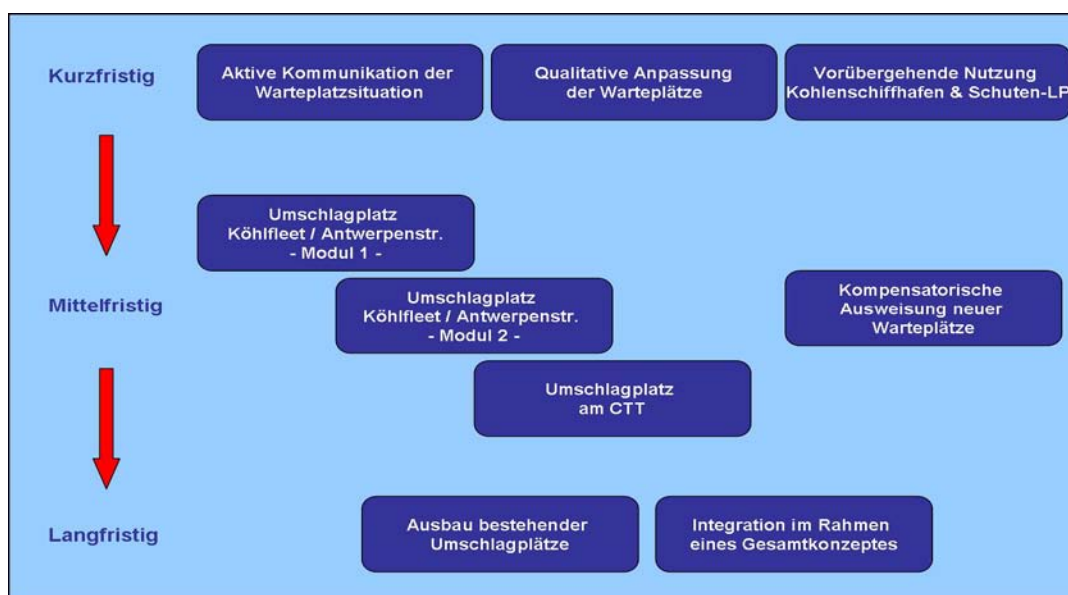 Kurzfristig
Aktive Kommunikation der
Warteplatzsituation
Qualitative Anpassung
der Warteplätze
Vorübergehende Nutzung
Kohlenschiffhafen & Schuten-LP
Umschlagplatz
Köhlfleet / Antwerpenstr.
- Modul 1 -
Mittelfristig
Umschlagplatz
Köhlfleet / Antwerpenstr.
- Modul 2 -
Kompensatorische
Ausweisung neuer
Warteplätze
Umschlagplatz
am CTT
Langfristig
Ausbau bestehender
Umschlagplätze
Integration im Rahmen
eines Gesamtkonzeptes